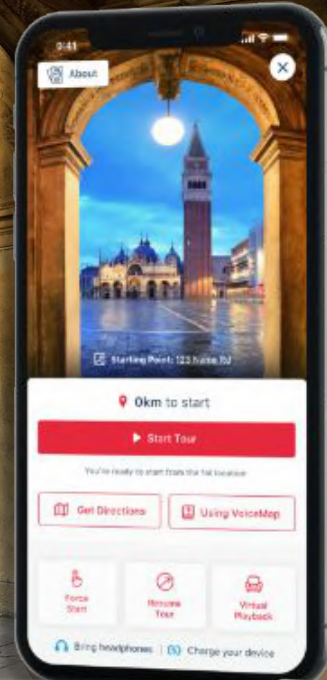 9:41
About
Starting Point: 123 Name Rd
0km to start
Start Tour
You're ready to start from the 1st location
Get Directions
Using VoiceMap
Force Start
Resume Tour
Virtual Playback
Bring headphones | Charge your device